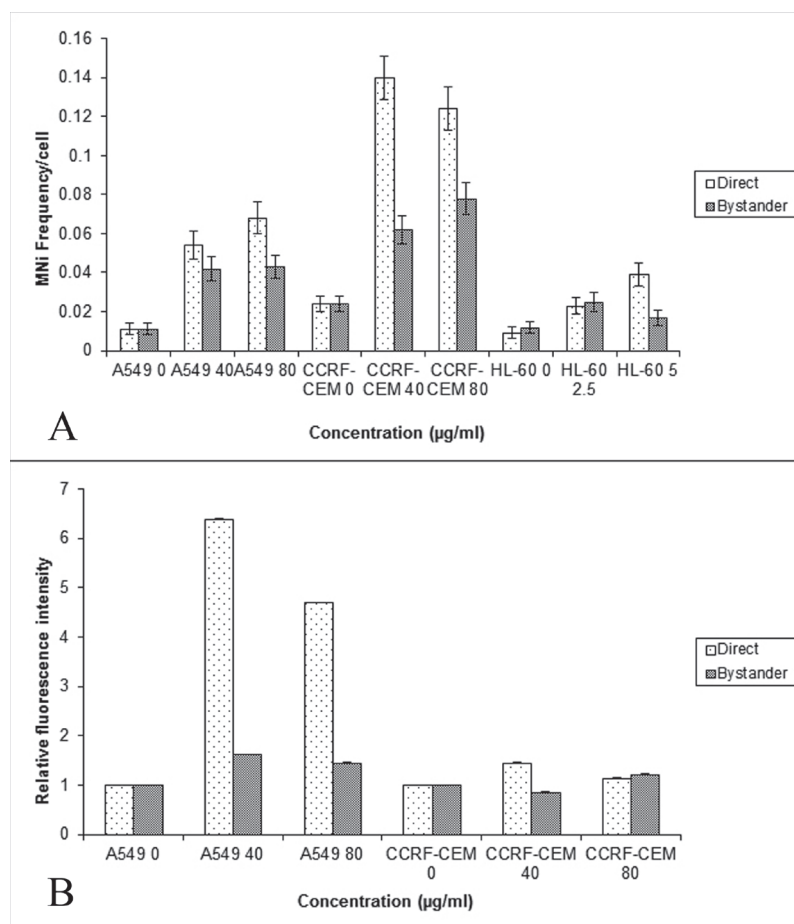 0.16
0.14
0.12
0.1
0.08
0.06
0.04
0.02
0
MNi Frequency/cell
Direct
Bystander
A549 0
A549 40
A549 80
CCRF-
CEM 0
CCRF-
CEM 40
CCRF-
CEM 80
HL-60 0
HL-60
2.5
HL-60 5
A
Concentration (µg/ml)
7
6
5
4
3
2
1
0
Relative fluorescence intensity
Direct
Bystander
A549 0
A549 40
A549 80
CCRF-CEM
0
CCRF-CEM
40
CCRF-CEM
80
B
Concentration (µg/ml)